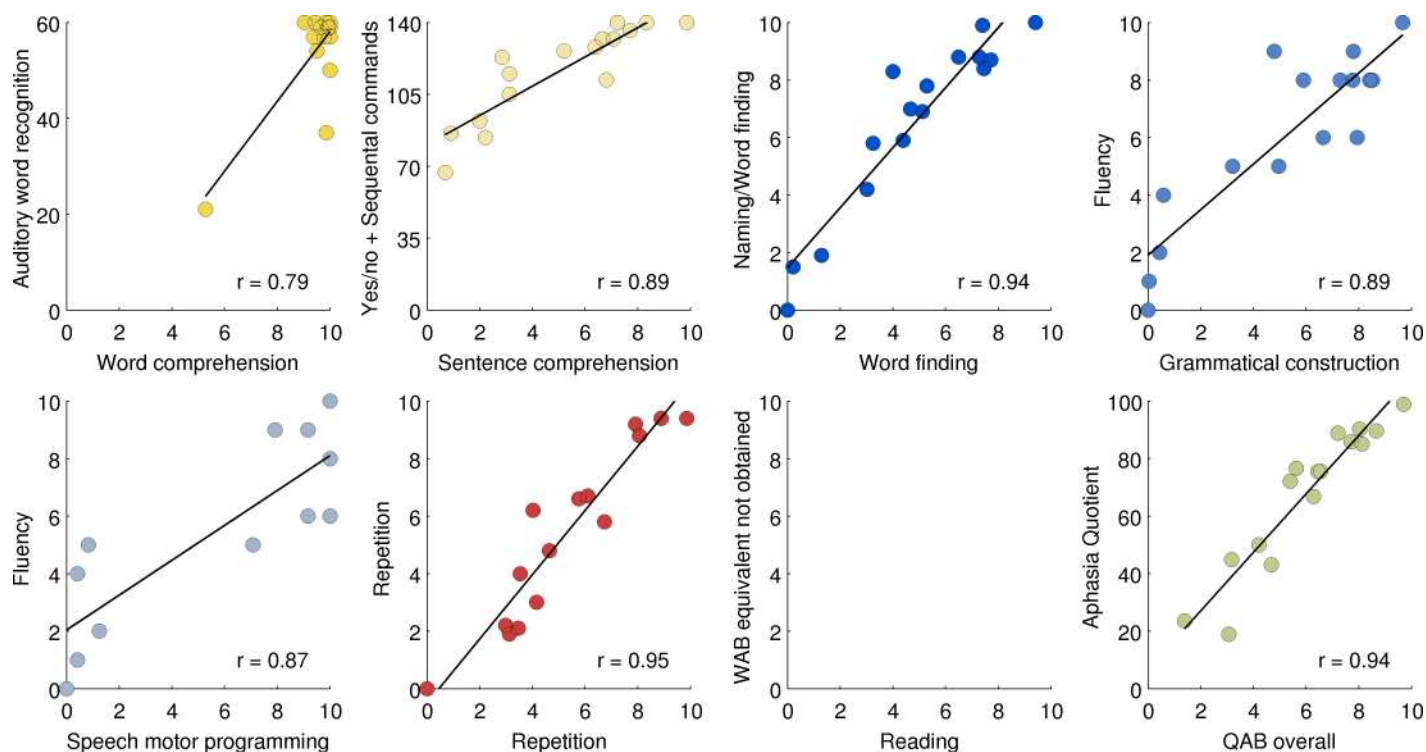 Auditory word recognition
60
40
20
0
0 2 4 6 8 10
r = 0.79
Word comprehension
Yes/no + Sequental commands
140
105
70
35
0
0 2 4 6 8 10
r = 0.89
Sentence comprehension
Naming/Word finding
10
8
6
4
2
0
0 2 4 6 8 10
r = 0.94
Word finding
Fluency
10
8
6
4
2
0
0 2 4 6 8 10
r = 0.89
Grammatical construction
Fluency
10
8
6
4
2
0
0 2 4 6 8 10
r = 0.87
Speech motor programming
Repetition
10
8
6
4
2
0
0 2 4 6 8 10
r = 0.95
Repetition
WAB equivalent not obtained
10
8
6
4
2
0
0 2 4 6 8 10
Reading
Aphasia Quotient
100
80
60
40
20
0
0 2 4 6 8 10
r = 0.94
QAB overall